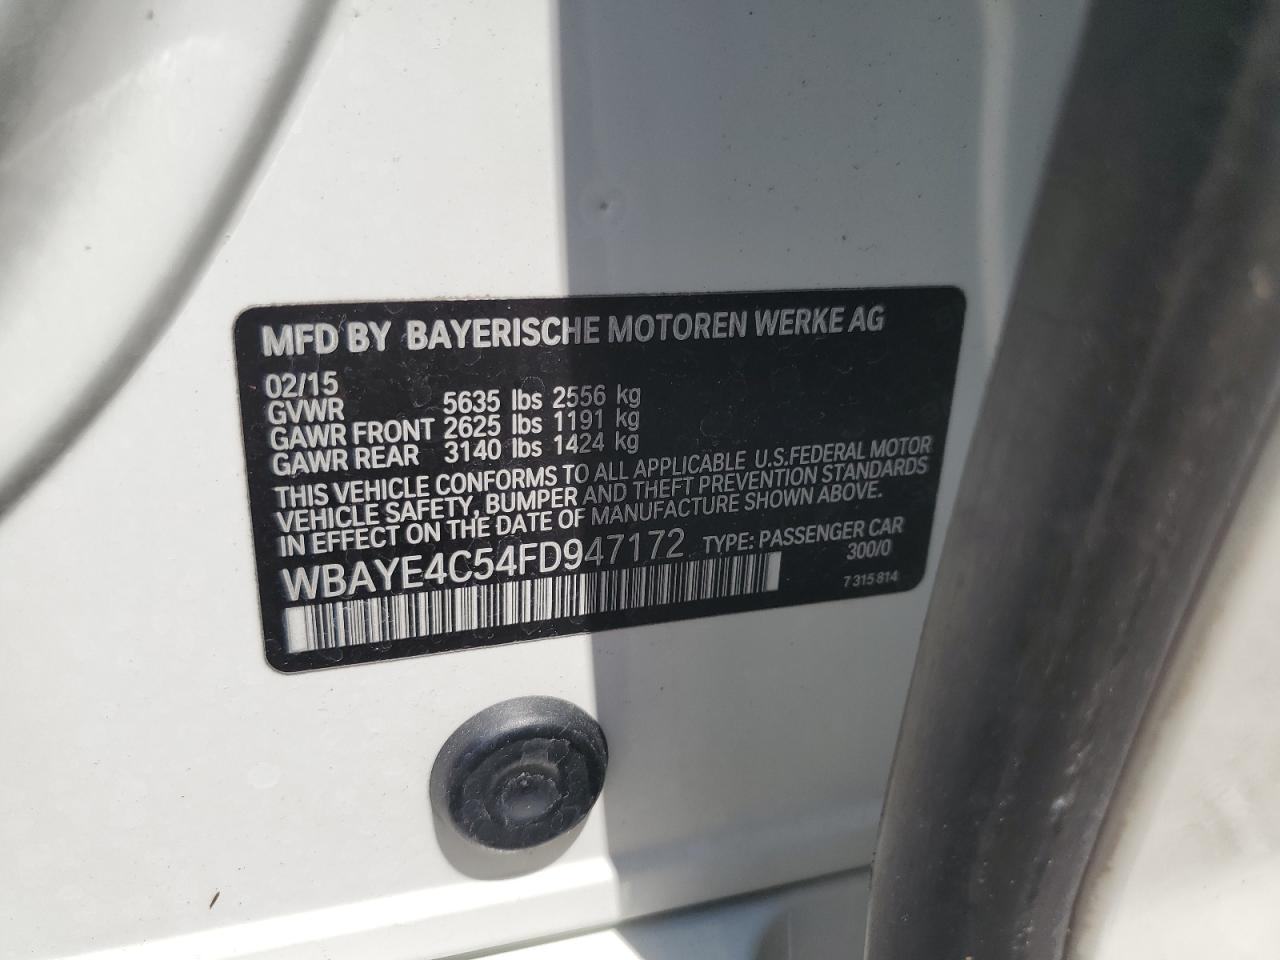 MFD BY BAYERISCHE MOTOREN WERKE AG
02/15
GVWR 5635 lbs 2556 kg
GAWR FRONT 2625 lbs 1191 kg
GAWR REAR 3140 lbs 1424 kg
THIS VEHICLE CONFORMS TO ALL APPLICABLE U.S.FEDERAL MOTOR
VEHICLE SAFETY, BUMPER AND THEFT PREVENTION STANDARDS
IN EFFECT ON THE DATE OF MANUFACTURE SHOWN ABOVE.
WBAYE4C54FD947172 TYPE: PASSENGER CAR
300/0
7 315 814